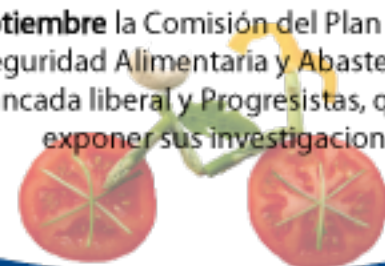 tiembre la Comisión del Plan
eguridad Alimentaria y Abaste
ncada liberal y Progresistas, q
exponer sus investigacion